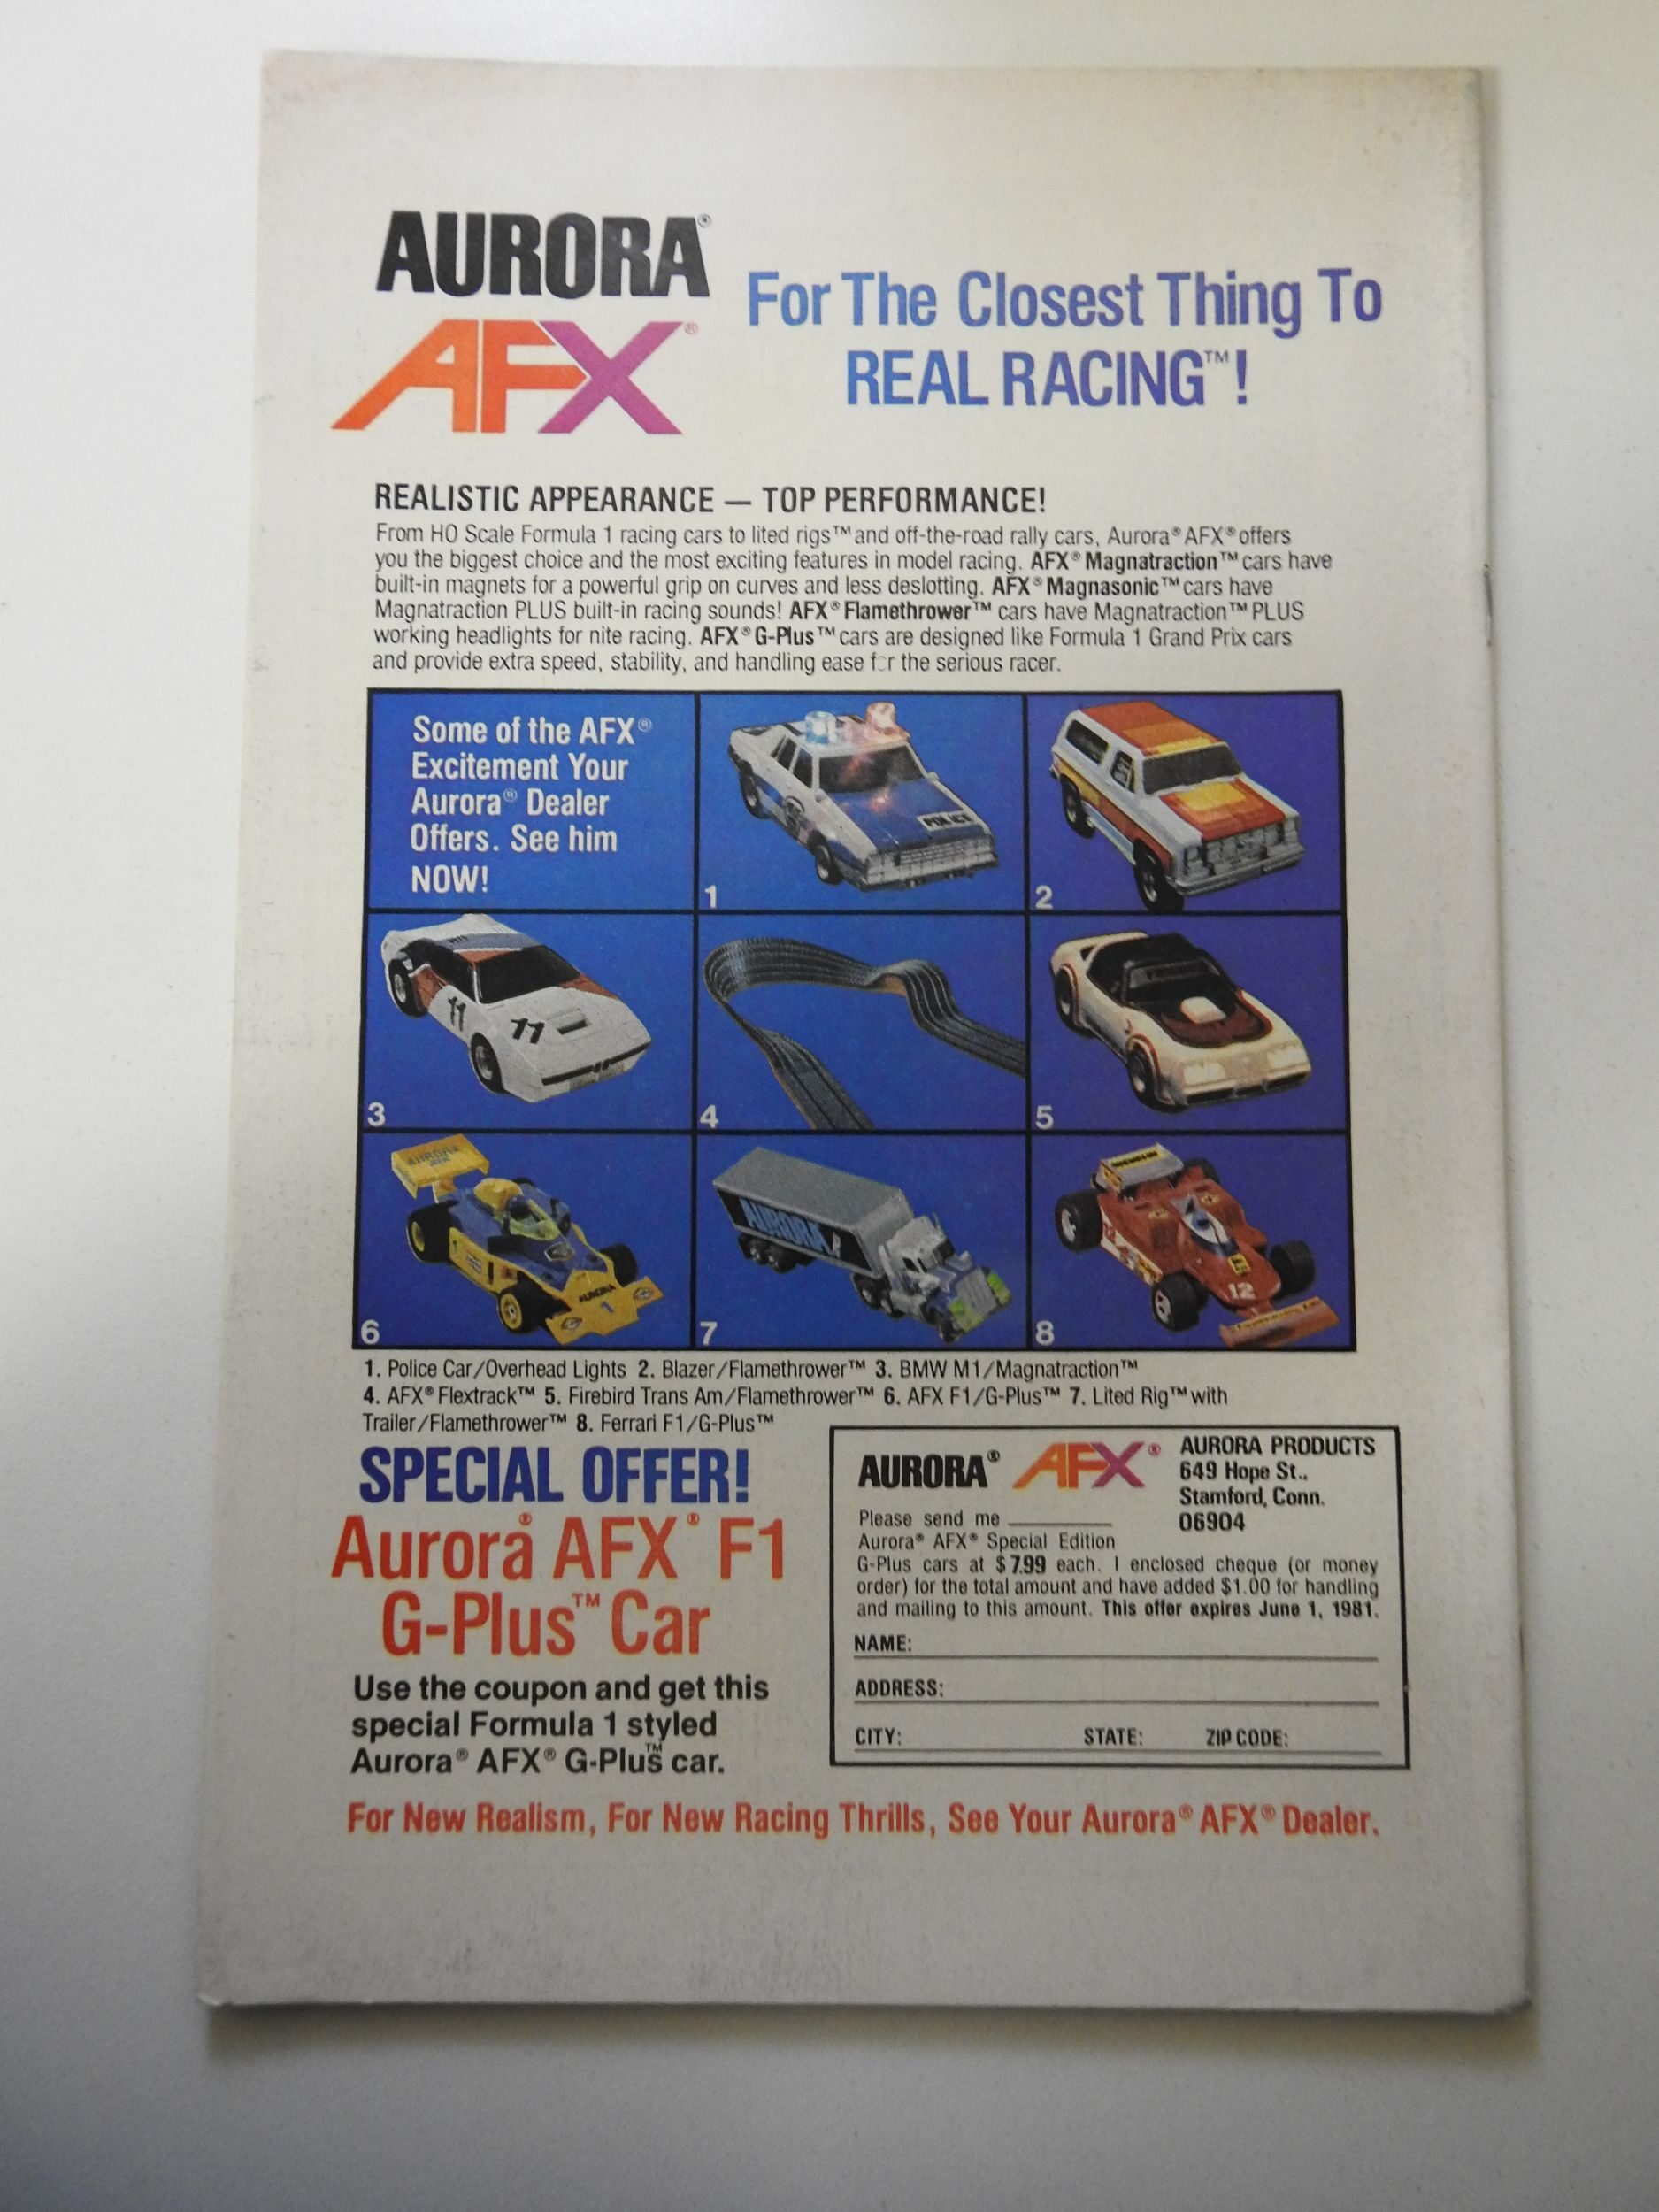 AURORA®
AFX®
For The Closest Thing To
REAL RACING™!
REALISTIC APPEARANCE — TOP PERFORMANCE!
From HO Scale Formula 1 racing cars to lited rigs™ and off-the-road rally cars, Aurora® AFX® offers
you the biggest choice and the most exciting features in model racing. AFX® Magnatraction™ cars have
built-in magnets for a powerful grip on curves and less deslotting. AFX® Magnasonic™ cars have
Magnatraction PLUS built-in racing sounds! AFX® Flamethrower™ cars have Magnatraction™ PLUS
working headlights for nite racing. AFX® G-Plus™ cars are designed like Formula 1 Grand Prix cars
and provide extra speed, stability, and handling ease for the serious racer.
Some of the AFX®
Excitement Your
Aurora® Dealer
Offers. See him
NOW!
POLICE
1
2
11
11
3
4
5
AURORA
AFX
AURORA
1
6
AURORA
7
12
8
1. Police Car/Overhead Lights 2. Blazer/Flamethrower™ 3. BMW M1/Magnatraction™
4. AFX® Flextrack™ 5. Firebird Trans Am/Flamethrower™ 6. AFX F1/G-Plus™ 7. Lited Rig™ with
Trailer/Flamethrower™ 8. Ferrari F1/G-Plus™
SPECIAL OFFER!
Aurora® AFX® F1
G-Plus™ Car
Use the coupon and get this
special Formula 1 styled
Aurora® AFX® G-Plus™ car.
AURORA® AFX®
AURORA PRODUCTS
649 Hope St.,
Stamford, Conn.
06904
Please send me
Aurora® AFX® Special Edition
G-Plus cars at $7.99 each. I enclosed cheque (or money
order) for the total amount and have added $1.00 for handling
and mailing to this amount. This offer expires June 1, 1981.
NAME:
ADDRESS:
CITY: STATE: ZIP CODE:
For New Realism, For New Racing Thrills, See Your Aurora® AFX® Dealer.